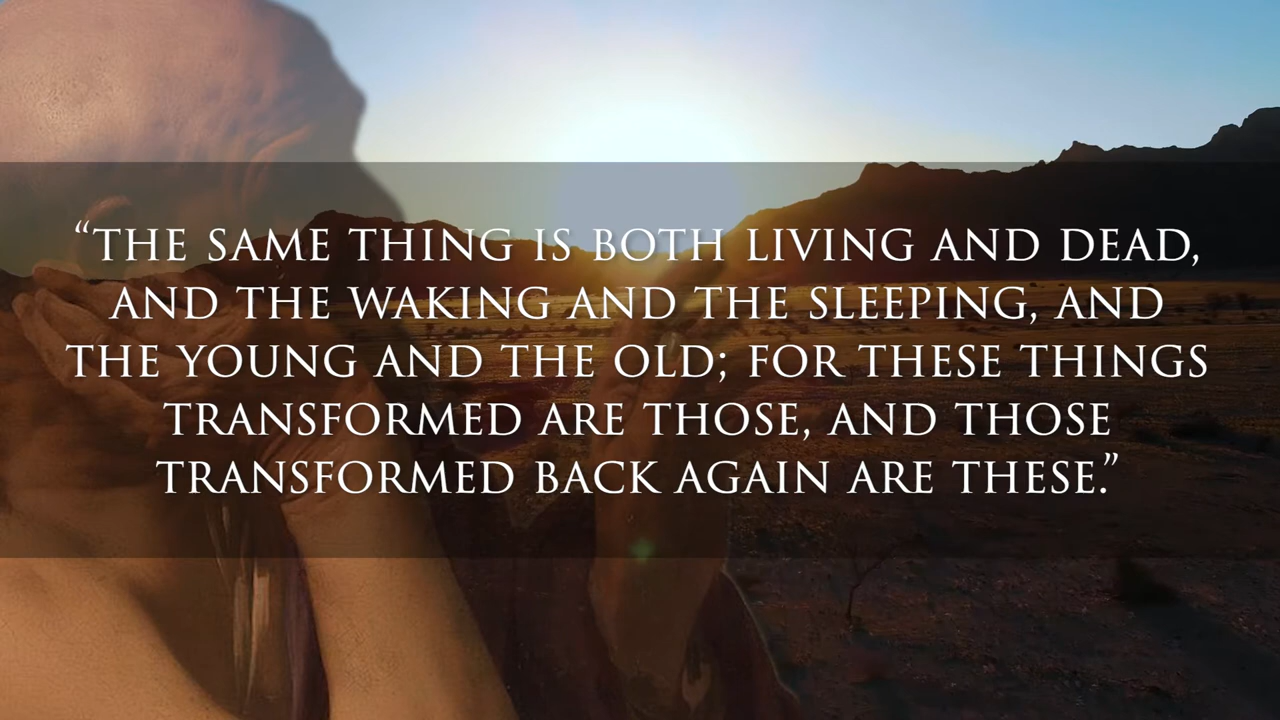 “THE SAME THING IS BOTH LIVING AND DEAD,
AND THE WAKING AND THE SLEEPING, AND
THE YOUNG AND THE OLD; FOR THESE THINGS
TRANSFORMED ARE THOSE, AND THOSE
TRANSFORMED BACK AGAIN ARE THESE.”